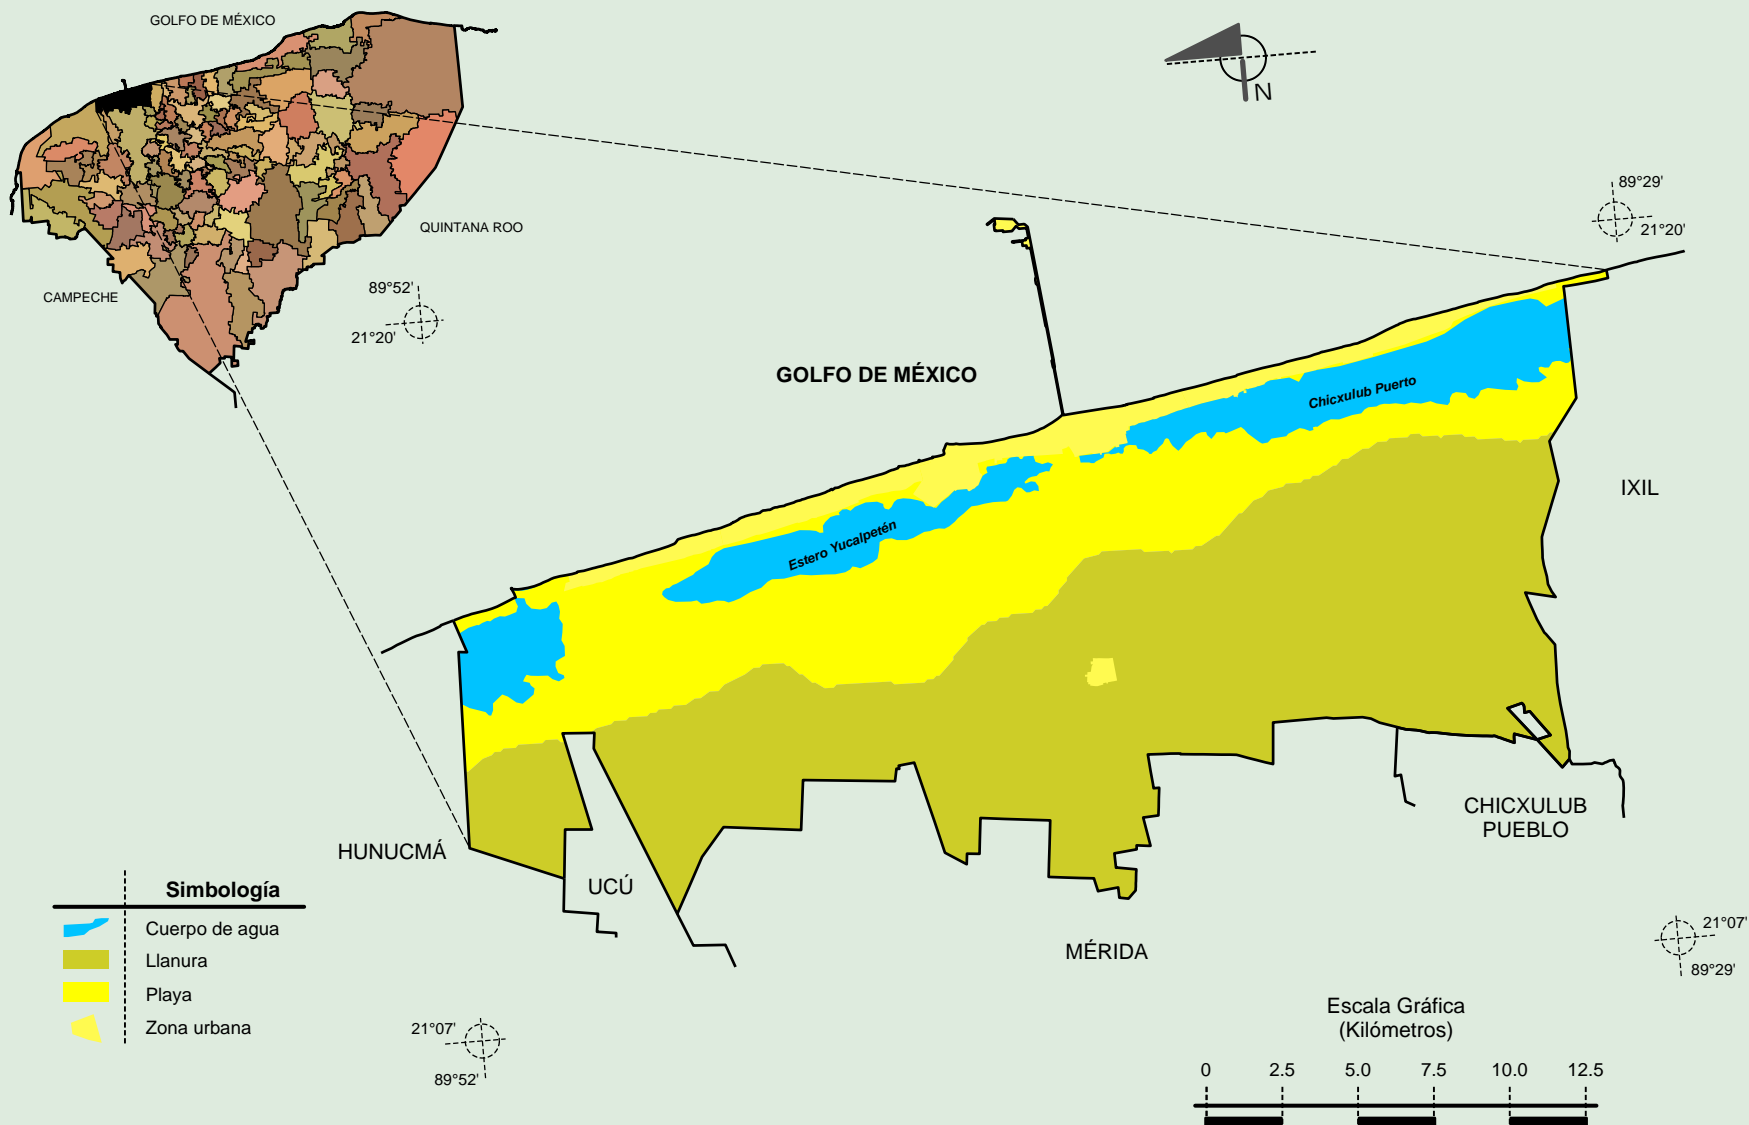 GOLFO DE MÉXICO
N
89°29'
21°20'
QUINTANA ROO
CAMPECHE
89°52'
21°20'
GOLFO DE MÉXICO
Chicxulub Puerto
IXIL
Estero Yucalpetén
CHICXULUB
PUEBLO
HUNUCMÁ
UCÚ
MÉRIDA
21°07'
89°29'
Simbología
Cuerpo de agua
Llanura
Playa
Zona urbana
21°07'
89°52'
Escala Gráfica
(Kilómetros)
0 2.5 5.0 7.5 10.0 12.5